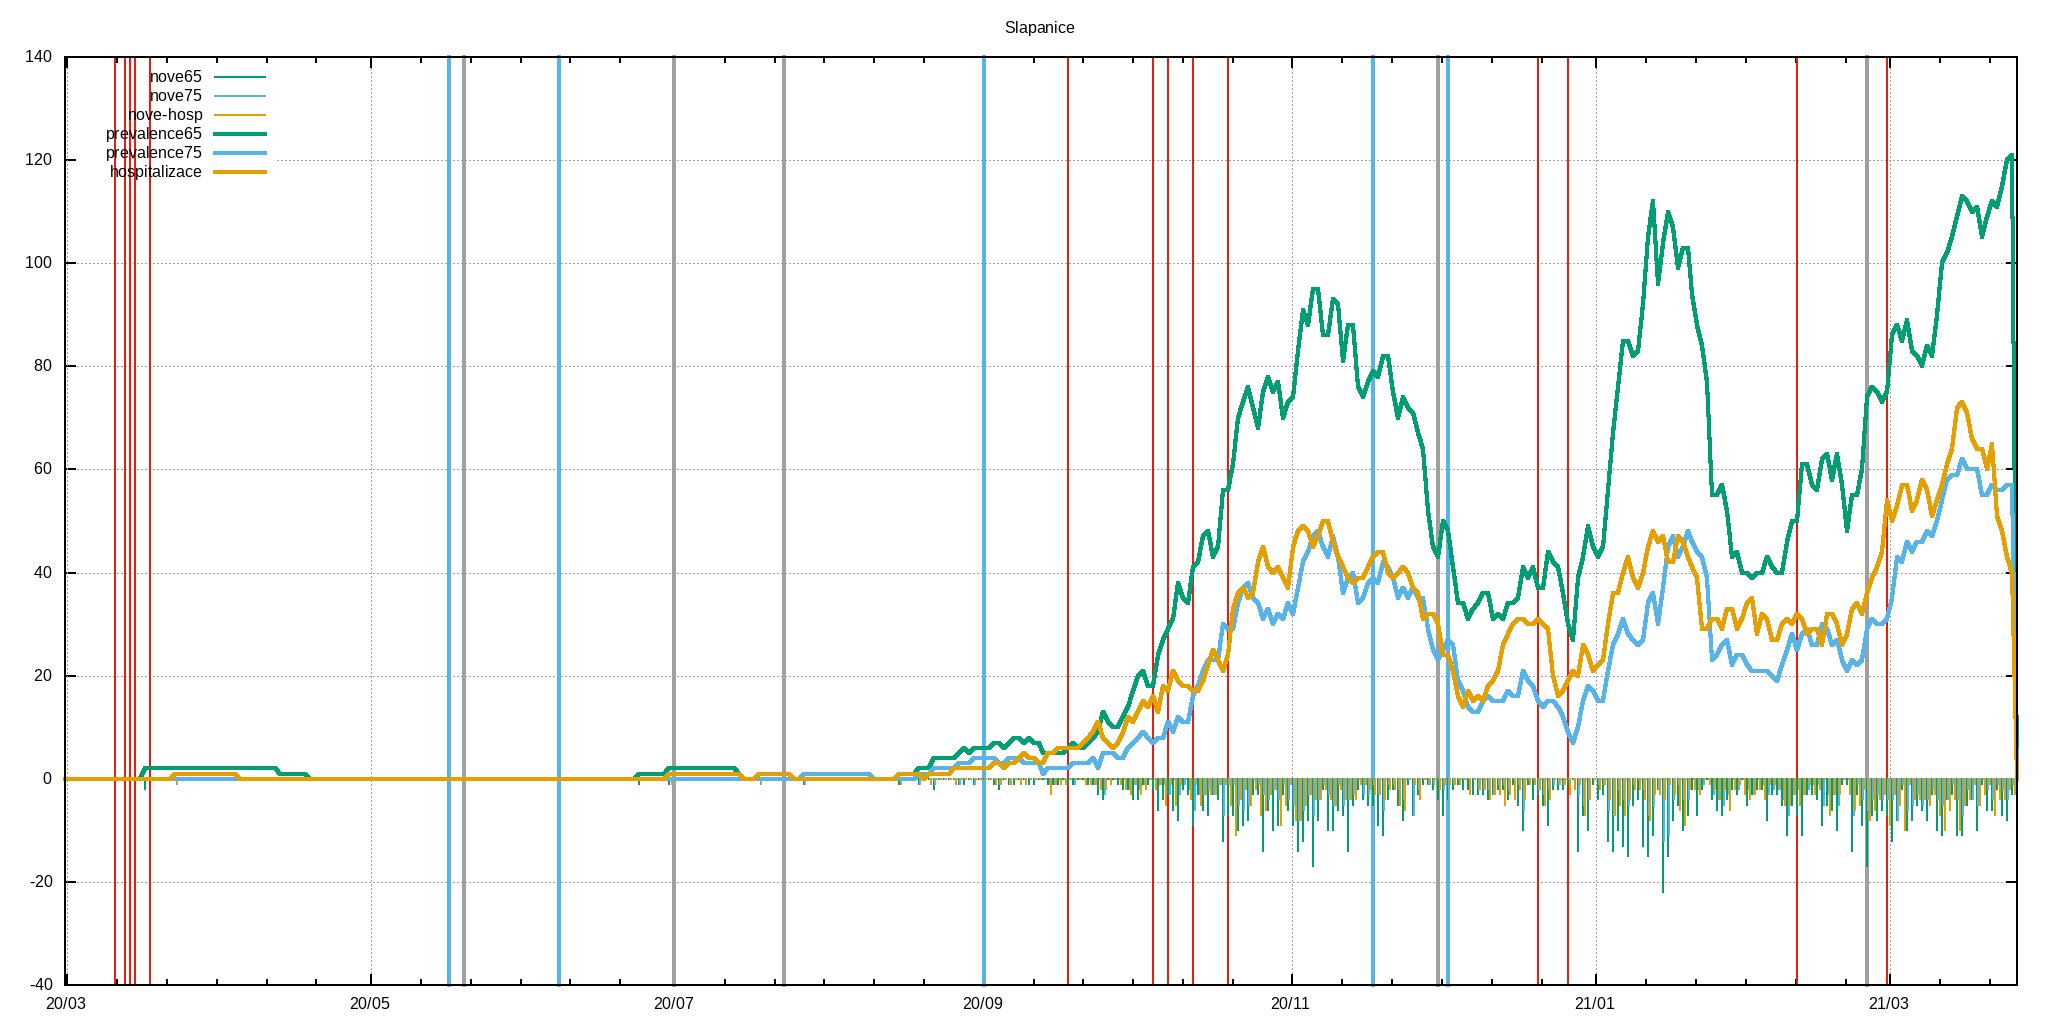 Slapanice
140
120
100
80
60
40
20
0
-20
-40
nove65
nove75
nove-hosp
prevalence65
prevalence75
hospitalizace
20/03 20/05 20/07 20/09 20/11 21/01 21/03